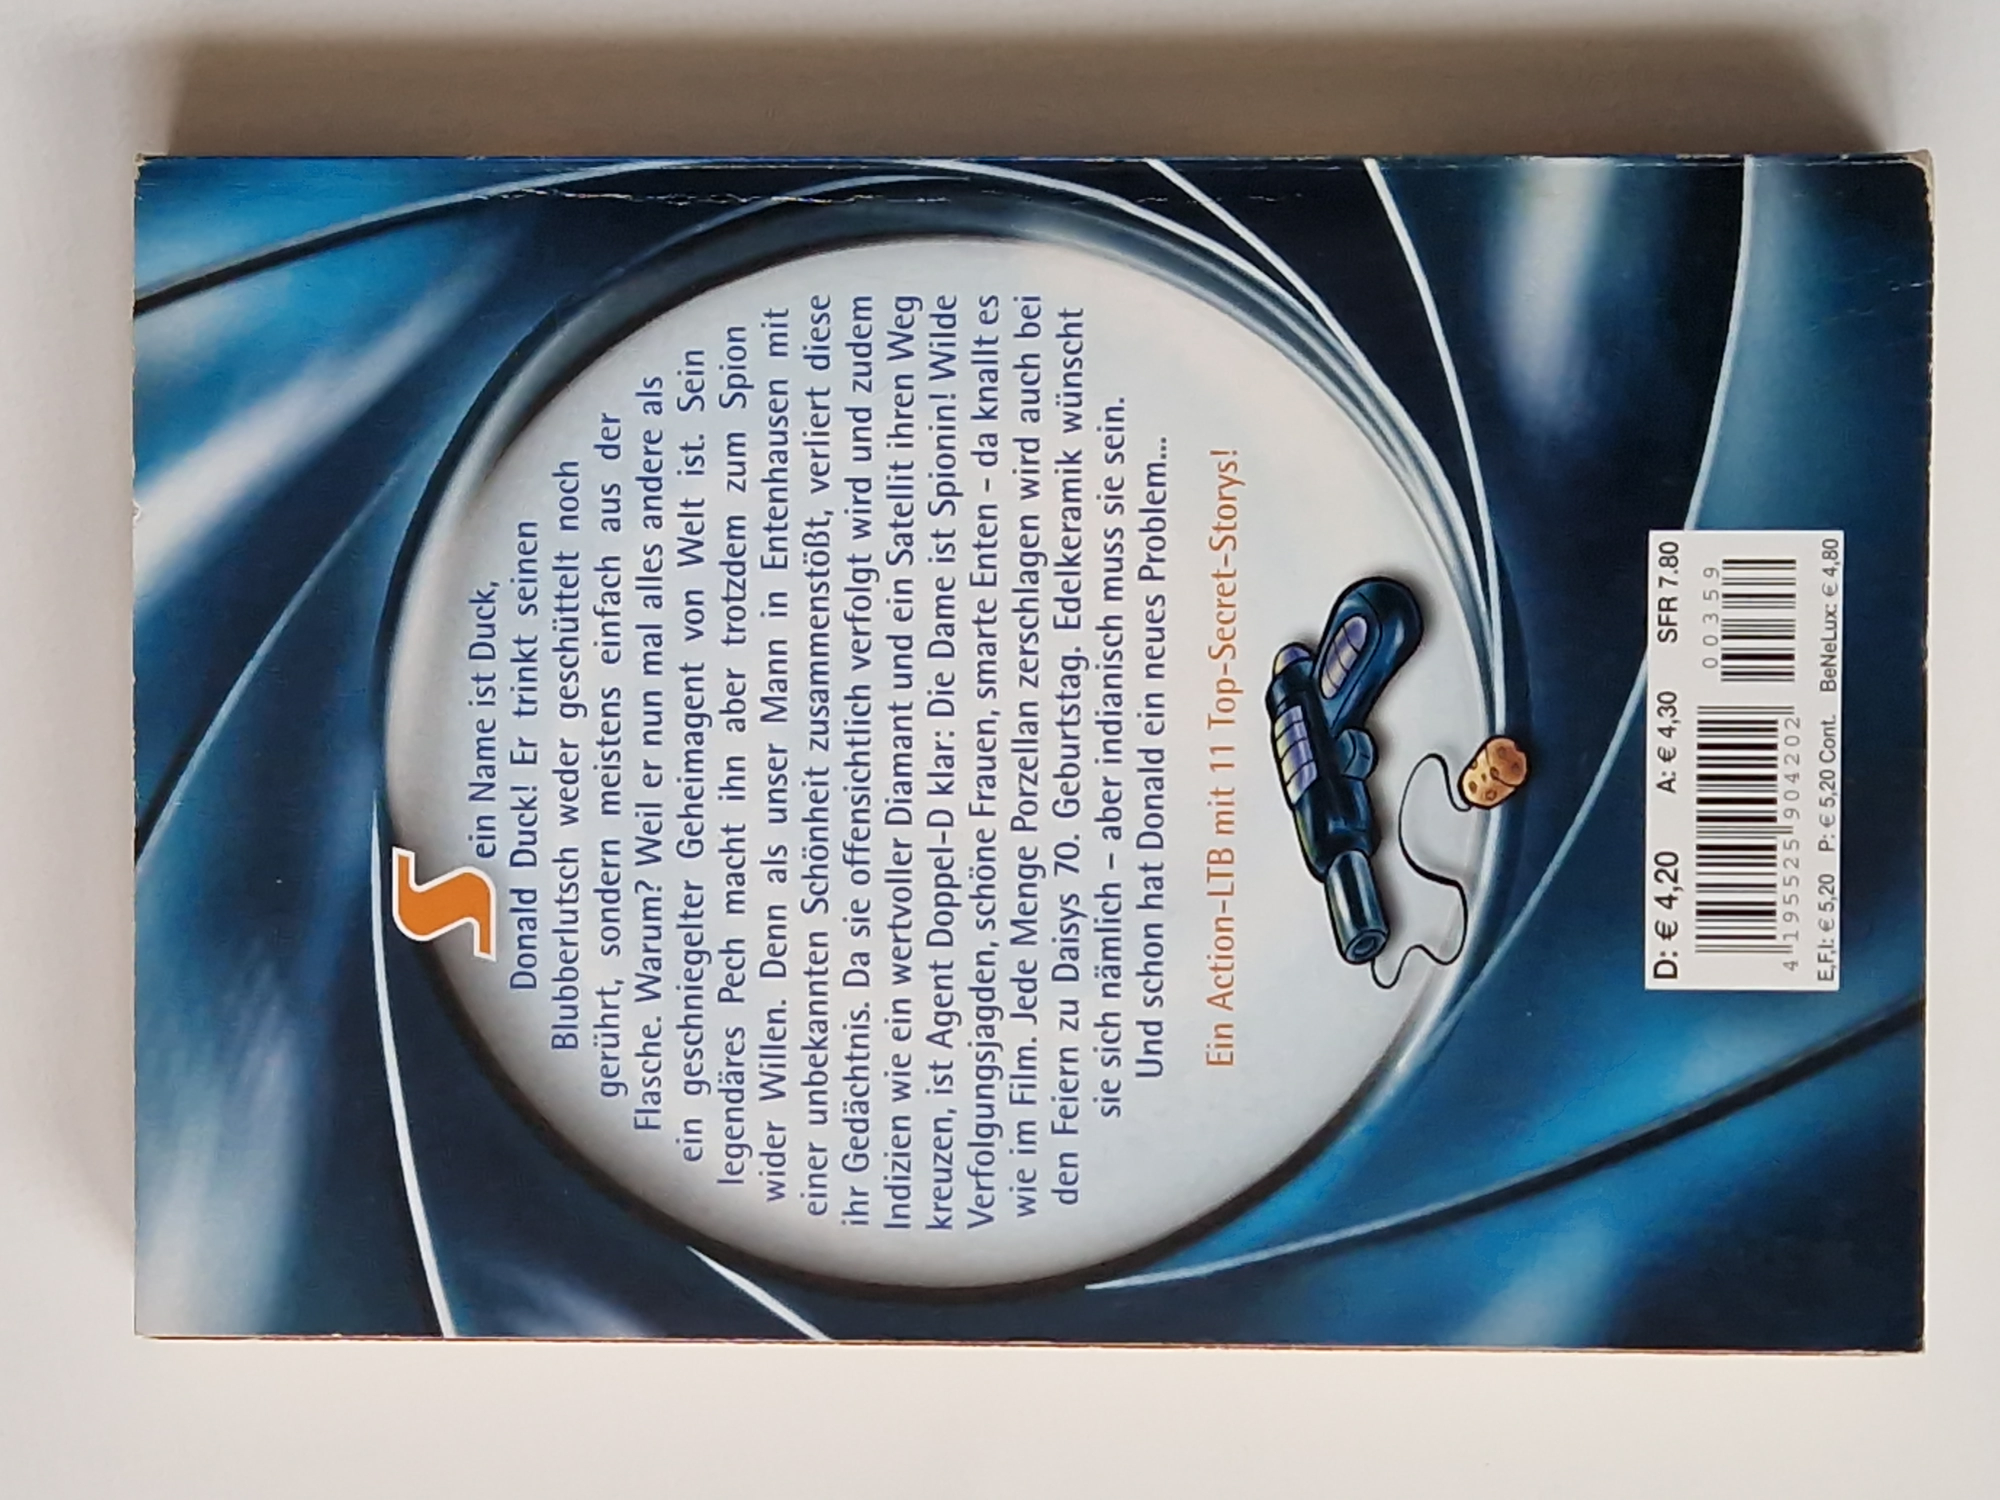 Sein Name ist Duck,
Donald Duck! Er trinkt seinen
Blubberlutsch weder geschüttelt noch
gerührt, sondern meistens einfach aus der
Flasche. Warum? Weil er nun mal alles andere als
ein geschniegelter Geheimagent von Welt ist. Sein
legendäres Pech macht ihn aber trotzdem zum Spion
wider Willen. Denn als unser Mann in Entenhausen mit
einer unbekannten Schönheit zusammenstößt, verliert diese
ihr Gedächtnis. Da sie offensichtlich verfolgt wird und zudem
Indizien wie ein wertvoller Diamant und ein Satellit ihren Weg
kreuzen, ist Agent Doppel-D klar: Die Dame ist Spionin! Wilde
Verfolgungsjagden, schöne Frauen, smarte Enten – da knallt es
wie im Film. Jede Menge Porzellan zerschlagen wird auch bei
den Feiern zu Daisys 70. Geburtstag. Edelkeramik wünscht
sie sich nämlich – aber indianisch muss sie sein.
Und schon hat Donald ein neues Problem...
Ein Action-LTB mit 11 Top-Secret-Storys!
D: € 4,20 A: € 4,30 SFR 7.80
00359
4 195525 904202
E,F,I: € 5,20 P: € 5,20 Cont. BeNeLux: € 4,80